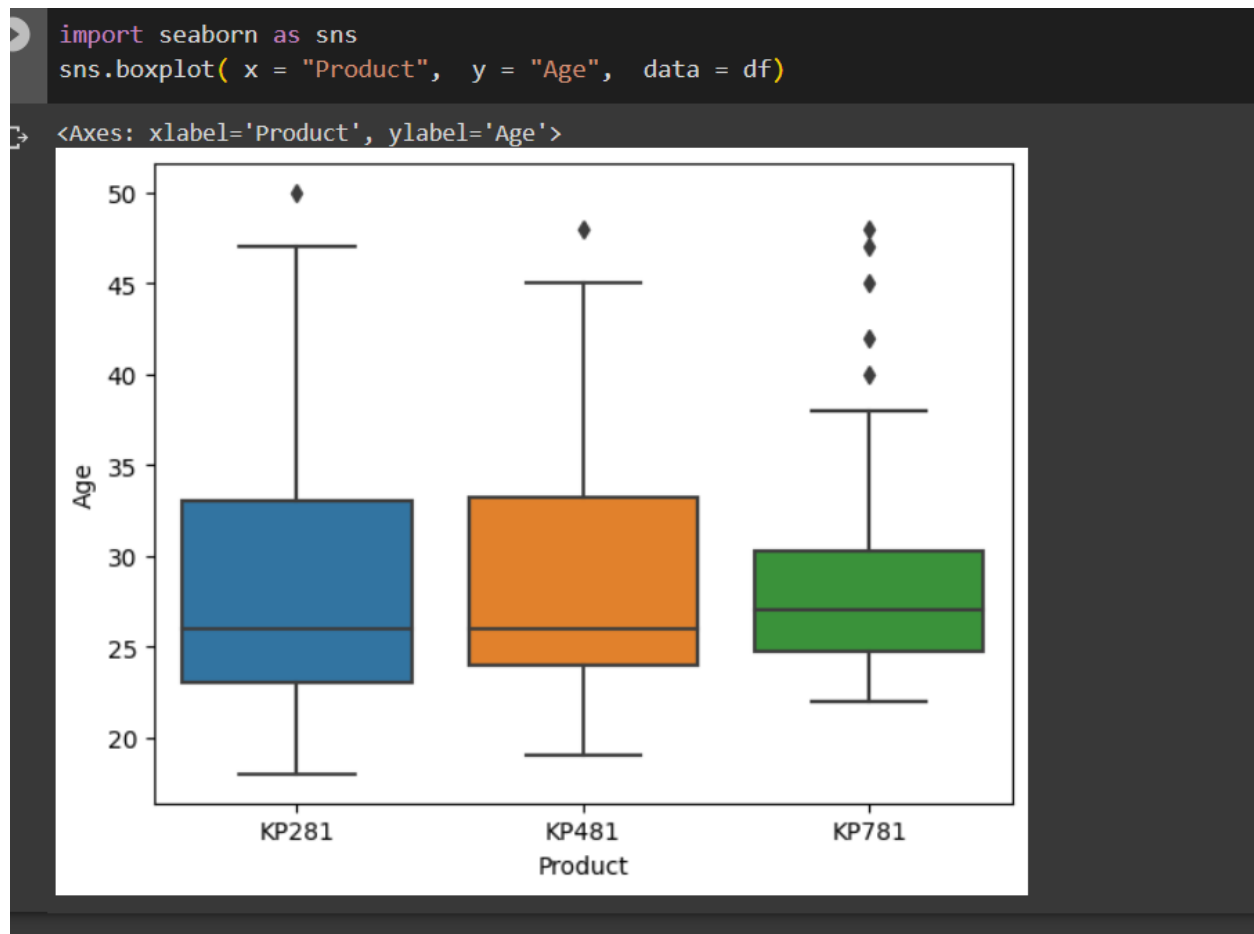 import seaborn as sns
sns.boxplot( x = "Product",  y = "Age",  data = df)
<Axes: xlabel='Product', ylabel='Age'>
50
45
40
35
30
25
20
Age
KP281 KP481 KP781
Product